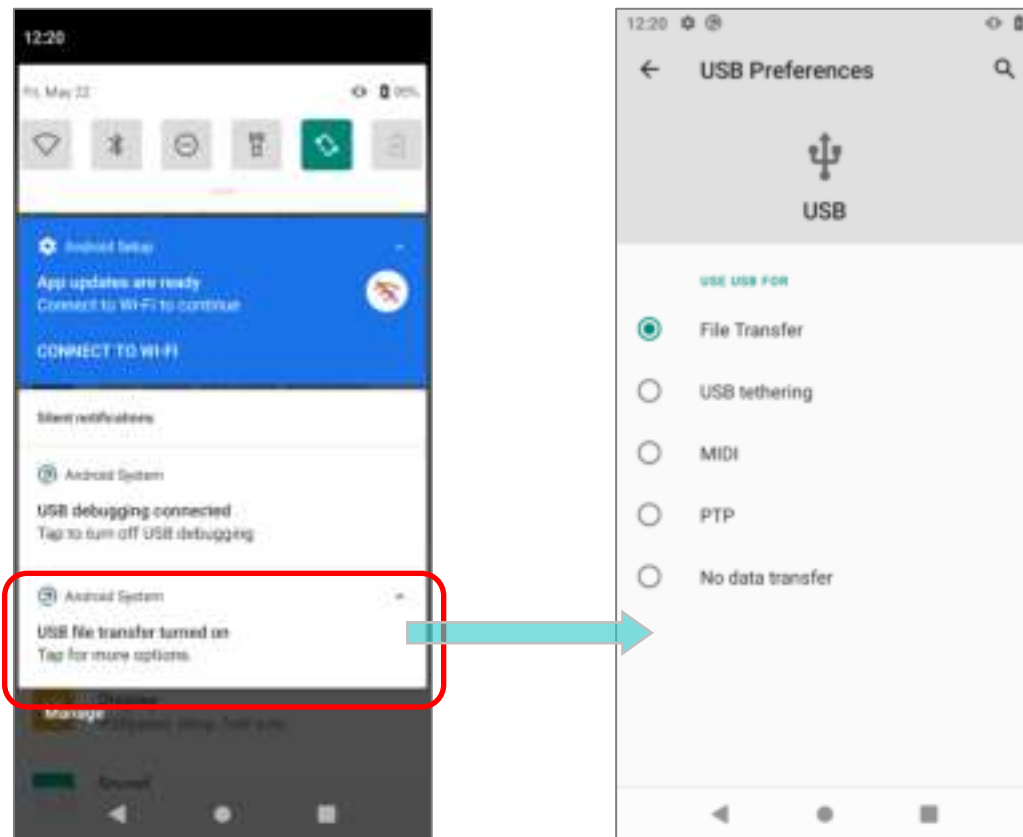 12:20
Fri, May 22
96%
Android Setup
App updates are ready
Connect to Wi-Fi to continue
CONNECT TO WI-FI
Silent notifications
Android System
USB debugging connected
Tap to turn off USB debugging
Android System
USB file transfer turned on
Tap for more options.
Manage
Display
Sound
12:20
USB Preferences
USB
USE USB FOR
File Transfer
USB tethering
MIDI
PTP
No data transfer